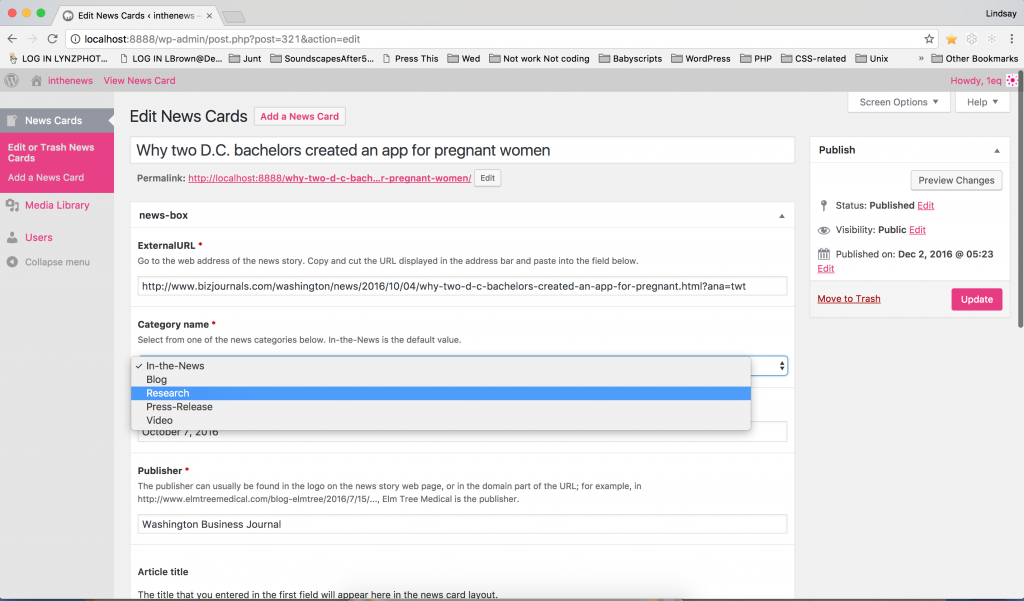 Edit News Cards ‹ inthenews –
Lindsay
localhost:8888/wp-admin/post.php?post=321&action=edit
LOG IN LYNZPHOT... LOG IN LBrown@De... Junt SoundscapesAfter5... Press This Wed Not work Not coding Babyscripts WordPress PHP CSS-related Unix » Other Bookmarks
inthenews View News Card Howdy, 1eq
Screen Options Help
News Cards
Edit or Trash News
Cards
Add a News Card
Media Library
Users
Collapse menu
Edit News Cards Add a News Card
Why two D.C. bachelors created an app for pregnant women
Permalink: http://localhost:8888/why-two-d-c-bach...r-pregnant-women/ Edit
news-box
ExternalURL *
Go to the web address of the news story. Copy and cut the URL displayed in the address bar and paste into the field below.
http://www.bizjournals.com/washington/news/2016/10/04/why-two-d-c-bachelors-created-an-app-for-pregnant.html?ana=twt
Category name *
Select from one of the news categories below. In-the-News is the default value.
✓ In-the-News
Blog
Research
Press-Release
Video
October 7, 2016
Publisher *
The publisher can usually be found in the logo on the news story web page, or in the domain part of the URL; for example, in
http://www.elmtreemedical.com/blog-elmtree/2016/7/15/..., Elm Tree Medical is the publisher.
Washington Business Journal
Article title
The title that you entered in the first field will appear here in the news card layout.
Publish
Preview Changes
Status: Published Edit
Visibility: Public Edit
Published on: Dec 2, 2016 @ 05:23
Edit
Move to Trash Update